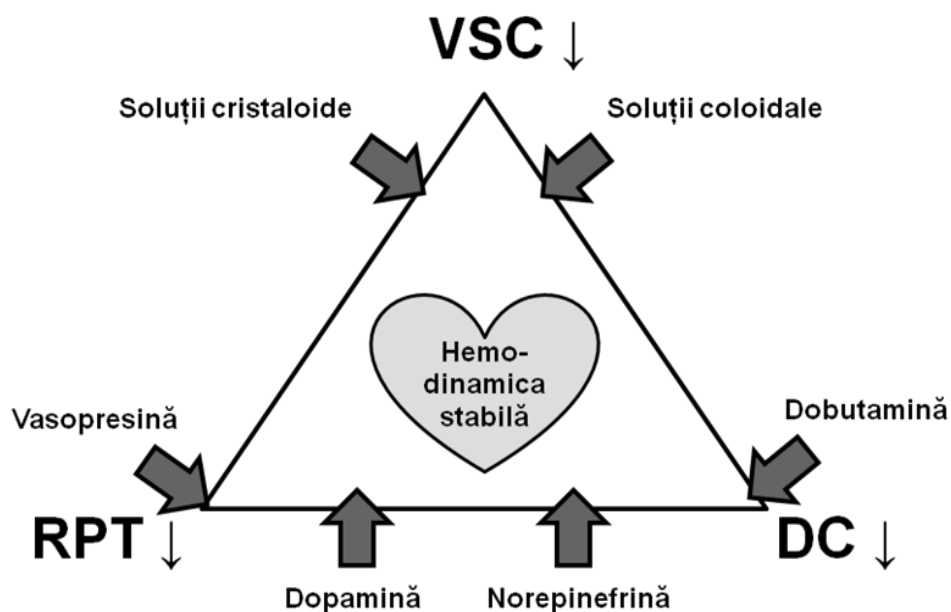 VSC ↓
Soluții cristaloide
Soluții coloidale
Hemo-
dinamica
stabilă
Vasopresină
Dobutamină
RPT ↓
DC ↓
Dopamină
Norepinefrină